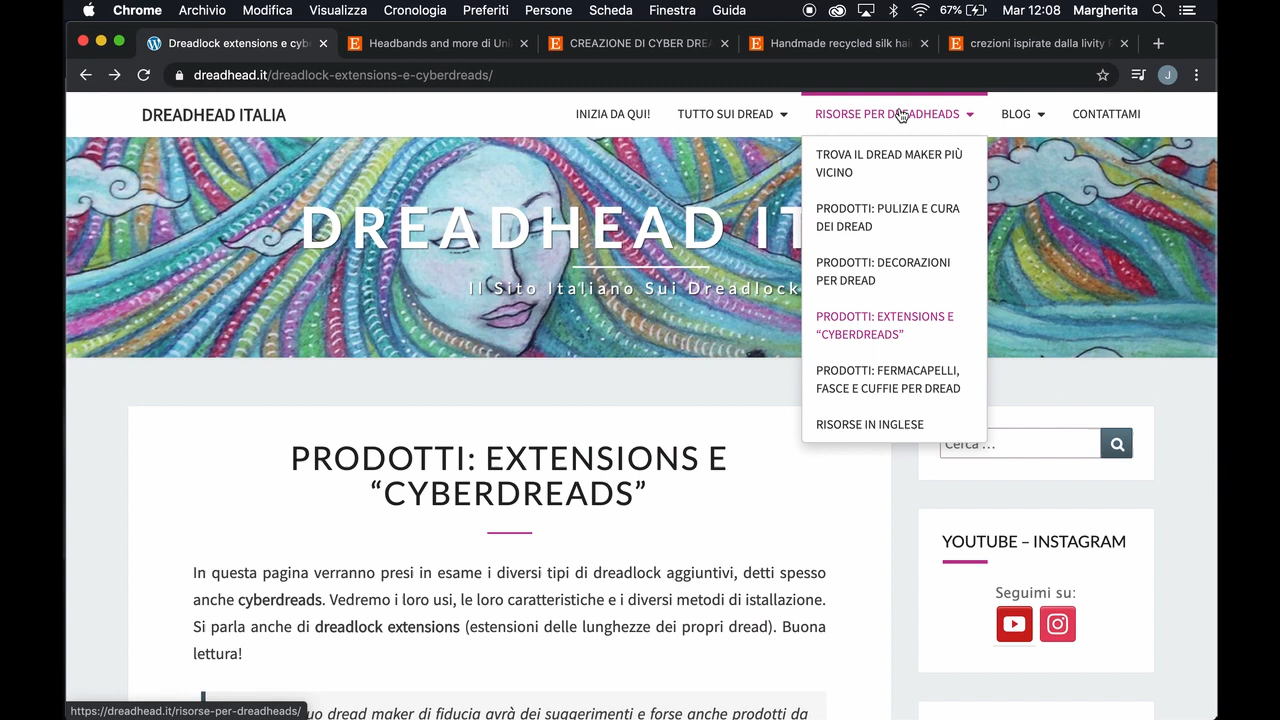 Chrome Archivio Modifica Visualizza Cronologia Preferiti Persone Scheda Finestra Guida 67% Mar 12:08 Margherita
Dreadlock extensions e cybe Headbands and more di Uni CREAZIONE DI CYBER DREA Handmade recycled silk hai crezioni ispirate dalla livity F
dreadhead.it/dreadlock-extensions-e-cyberdreads/ J
DREADHEAD ITALIA INIZIA DA QUI! TUTTO SUI DREAD RISORSE PER DREADHEADS BLOG CONTATTAMI
TROVA IL DREAD MAKER PIÙ
VICINO
PRODOTTI: PULIZIA E CURA
DEI DREAD
PRODOTTI: DECORAZIONI
PER DREAD
PRODOTTI: EXTENSIONS E
“CYBERDREADS”
PRODOTTI: FERMACAPELLI,
FASCE E CUFFIE PER DREAD
RISORSE IN INGLESE
DREADHEAD IT
Il Sito Italiano Sui Dreadlock
Cerca …
PRODOTTI: EXTENSIONS E
“CYBERDREADS”
YOUTUBE – INSTAGRAM
Seguimi su:
In questa pagina verranno presi in esame i diversi tipi di dreadlock aggiuntivi, detti spesso
anche cyberdreads. Vedremo i loro usi, le loro caratteristiche e i diversi metodi di istallazione.
Si parla anche di dreadlock extensions (estensioni delle lunghezze dei propri dread). Buona
lettura!
uo dread maker di fiducia avrà dei suggerimenti e forse anche prodotti da
https://dreadhead.it/risorse-per-dreadheads/